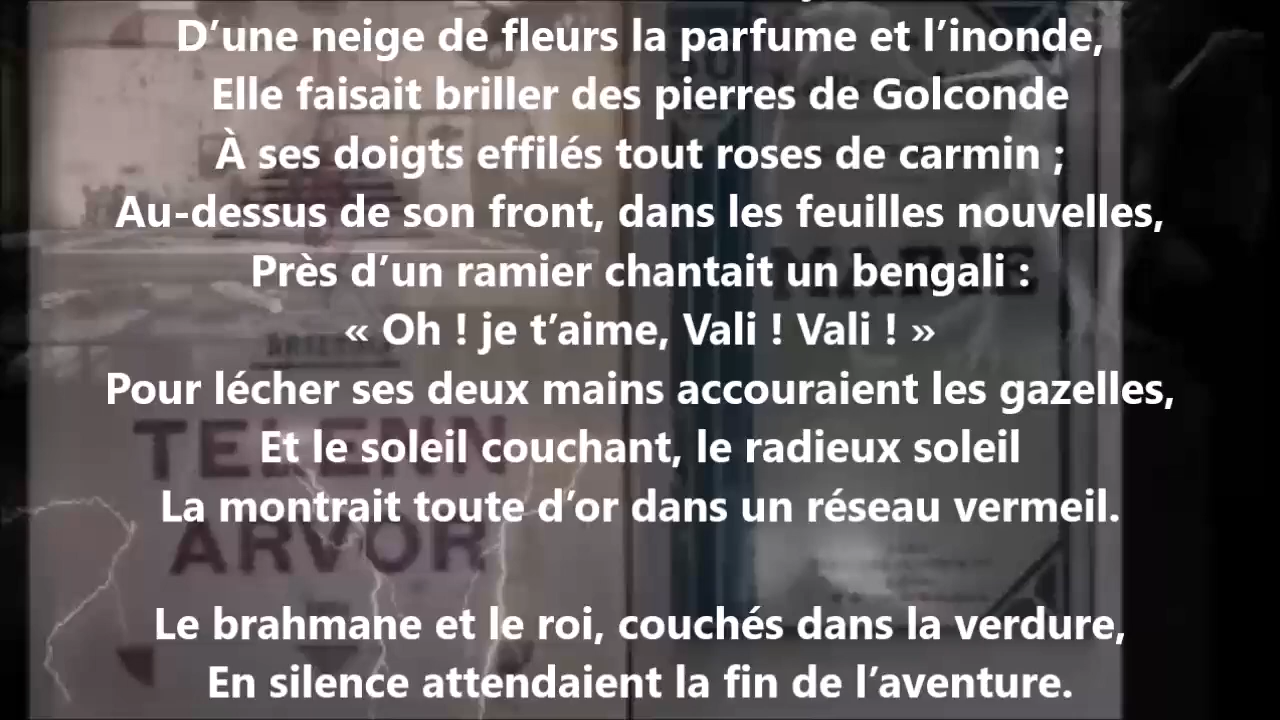 D’une neige de fleurs la parfume et l’inonde,
Elle faisait briller des pierres de Golconde
À ses doigts effilés tout roses de carmin ;
Au-dessus de son front, dans les feuilles nouvelles,
Près d’un ramier chantait un bengali :
« Oh ! je t’aime, Vali ! Vali ! »
Pour lécher ses deux mains accouraient les gazelles,
Et le soleil couchant, le radieux soleil
La montrait toute d’or dans un réseau vermeil.
Le brahmane et le roi, couchés dans la verdure,
En silence attendaient la fin de l’aventure.
MARIE
TELENN
ARVOR